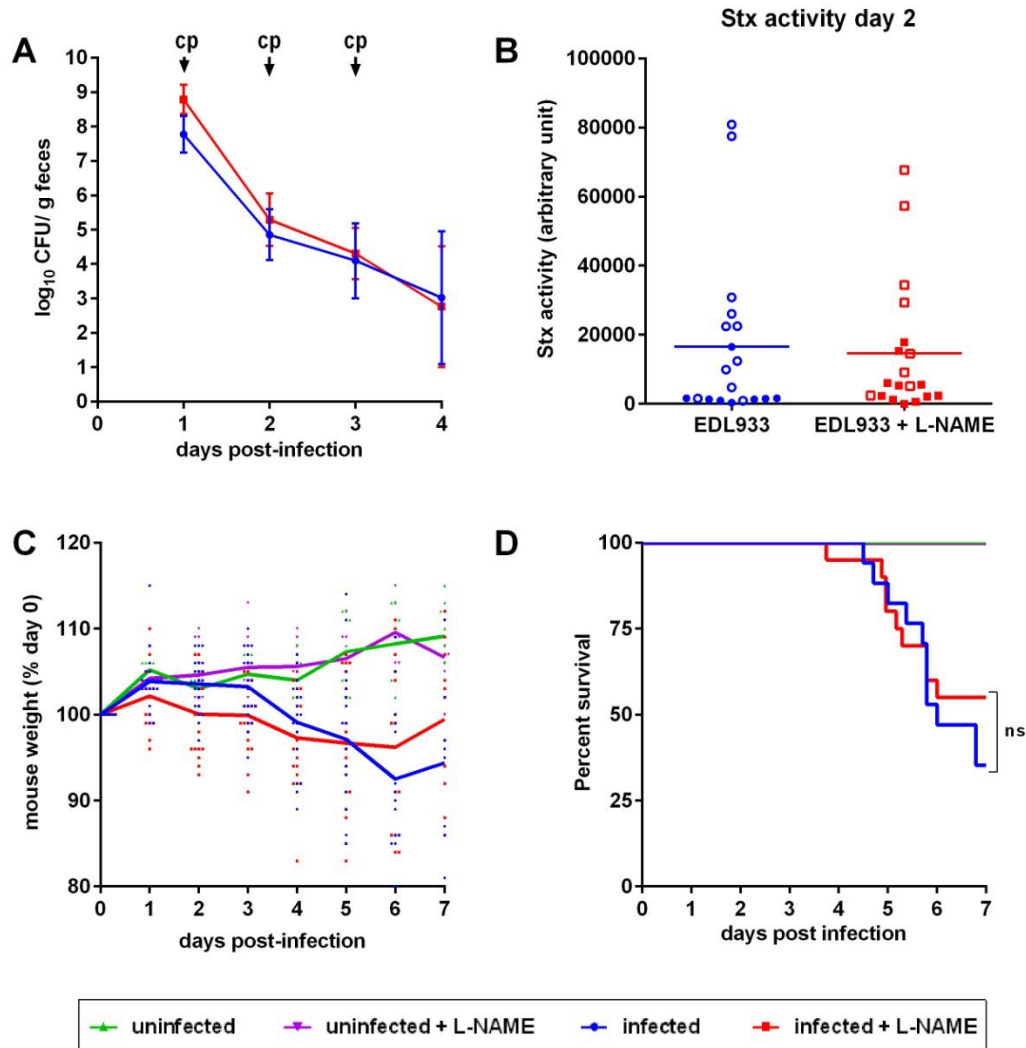 A
cp cp cp
10
9
8
7
6
5
4
3
2
1
0
0 1 2 3 4
log₁₀ CFU/ g feces
days post-infection
B
Stx activity day 2
100000
80000
60000
40000
20000
0
Stx activity (arbitrary unit)
EDL933 EDL933 + L-NAME
C
120
110
100
90
80
0 1 2 3 4 5 6 7
mouse weight (% day 0)
days post-infection
D
100
75
50
25
0
0 1 2 3 4 5 6 7
Percent survival
days post infection
ns
uninfected uninfected + L-NAME infected infected + L-NAME